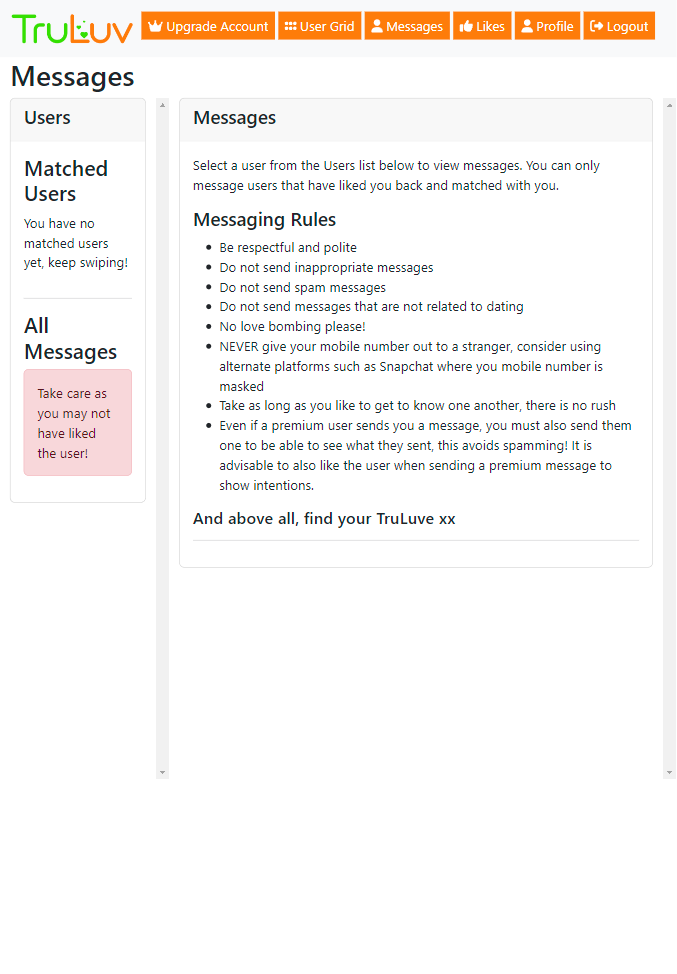 TruLuv Upgrade Account User Grid Messages Likes Profile Logout
Messages
Users
Matched
Users
You have no
matched users
yet, keep swiping!
All
Messages
Take care as
you may not
have liked
the user!
Messages
Select a user from the Users list below to view messages. You can only
message users that have liked you back and matched with you.
Messaging Rules
• Be respectful and polite
• Do not send inappropriate messages
• Do not send spam messages
• Do not send messages that are not related to dating
• No love bombing please!
• NEVER give your mobile number out to a stranger, consider using
alternate platforms such as Snapchat where you mobile number is
masked
• Take as long as you like to get to know one another, there is no rush
• Even if a premium user sends you a message, you must also send them
one to be able to see what they sent, this avoids spamming! It is
advisable to also like the user when sending a premium message to
show intentions.
And above all, find your TruLuve xx